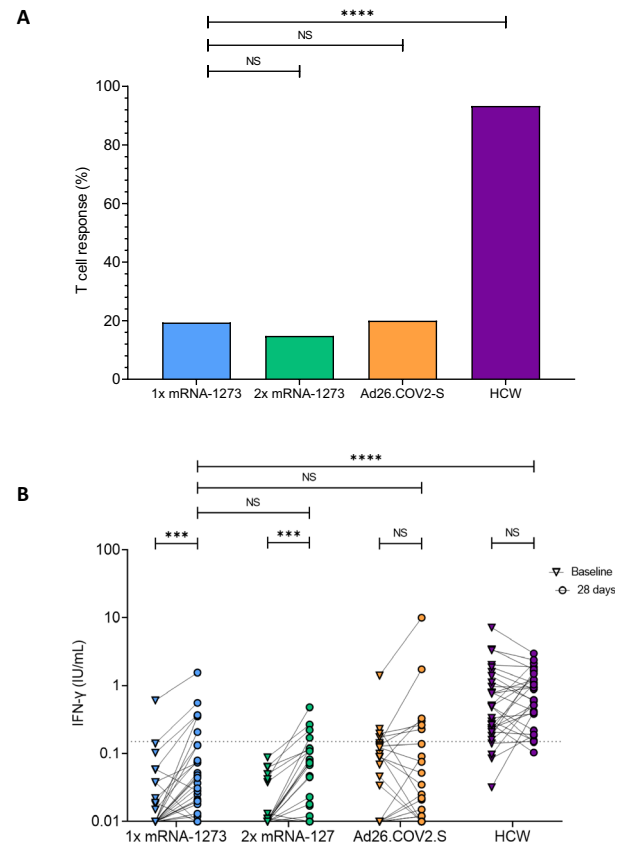 A
****
NS
NS
100
80
60
40
20
0
T cell response (%)
1x mRNA-1273 2x mRNA-1273 Ad26.COV2-S HCW
B
****
NS
NS
*** *** NS NS
Baseline
28 days
100
10
1
0.1
0.01
IFN-γ (IU/mL)
1x mRNA-1273 2x mRNA-127 Ad26.COV2.S HCW